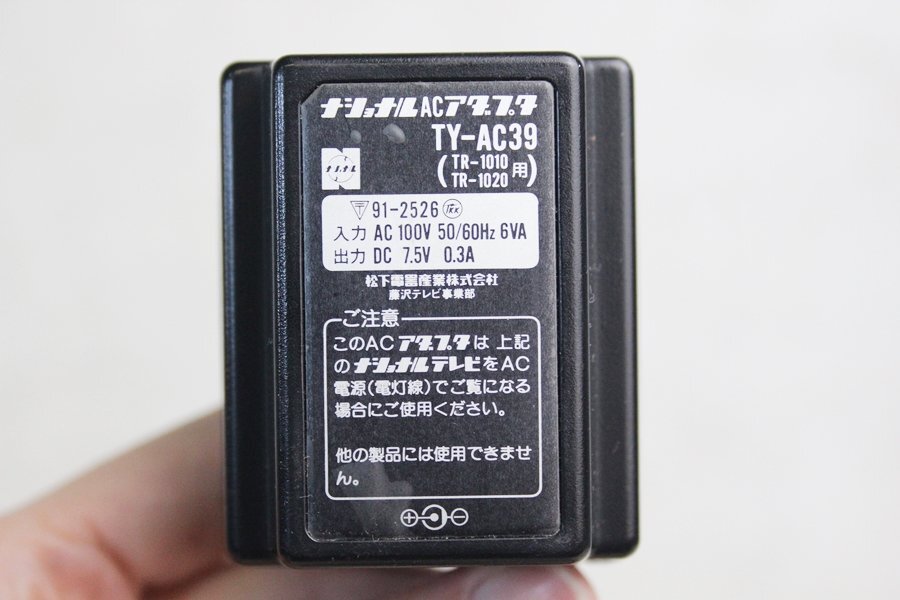 ナショナル ACアダプタ
TY-AC39
(TR-1010
TR-1020用)
ナショナル
N
〒 91-2526
入力 AC 100V 50/60Hz 6VA
出力 DC 7.5V 0.3A
松下電器産業株式会社
藤沢テレビ事業部
ご注意
このAC アダプタは 上記
の ナショナルテレビをAC
電源(電灯線)でご覧になる
場合にご使用ください。
他の製品には使用できませ
ん。